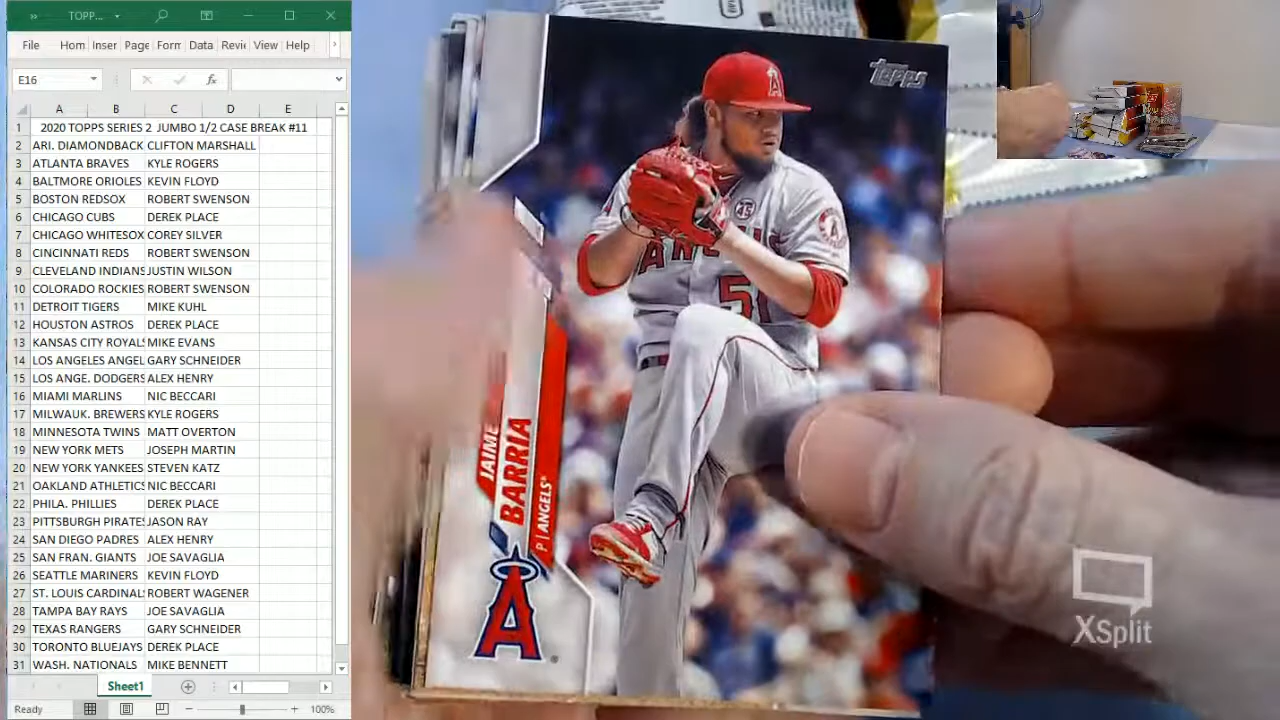 TOPP...
File Hom Inser Page Form Data Revie View Help
E16 fx
A B C D E
1 2020 TOPPS SERIES 2 JUMBO 1/2 CASE BREAK #11
2 ARI. DIAMONDBACK CLIFTON MARSHALL
3 ATLANTA BRAVES KYLE ROGERS
4 BALTMORE ORIOLES KEVIN FLOYD
5 BOSTON REDSOX ROBERT SWENSON
6 CHICAGO CUBS DEREK PLACE
7 CHICAGO WHITESOX COREY SILVER
8 CINCINNATI REDS ROBERT SWENSON
9 CLEVELAND INDIANS JUSTIN WILSON
10 COLORADO ROCKIES ROBERT SWENSON
11 DETROIT TIGERS MIKE KUHL
12 HOUSTON ASTROS DEREK PLACE
13 KANSAS CITY ROYALS MIKE EVANS
14 LOS ANGELES ANGEL GARY SCHNEIDER
15 LOS ANGE. DODGERS ALEX HENRY
16 MIAMI MARLINS NIC BECCARI
17 MILWAUK. BREWERS KYLE ROGERS
18 MINNESOTA TWINS MATT OVERTON
19 NEW YORK METS JOSEPH MARTIN
20 NEW YORK YANKEES STEVEN KATZ
21 OAKLAND ATHLETICS NIC BECCARI
22 PHILA. PHILLIES DEREK PLACE
23 PITTSBURGH PIRATES JASON RAY
24 SAN DIEGO PADRES ALEX HENRY
25 SAN FRAN. GIANTS JOE SAVAGLIA
26 SEATTLE MARINERS KEVIN FLOYD
27 ST. LOUIS CARDINALS ROBERT WAGENER
28 TAMPA BAY RAYS JOE SAVAGLIA
29 TEXAS RANGERS GARY SCHNEIDER
30 TORONTO BLUEJAYS DEREK PLACE
31 WASH. NATIONALS MIKE BENNETT
Sheet1
Ready 100%
TOPPS
A
45
ANGELS
51
JAIME
BARRIA
P | ANGELS®
A
XSplit